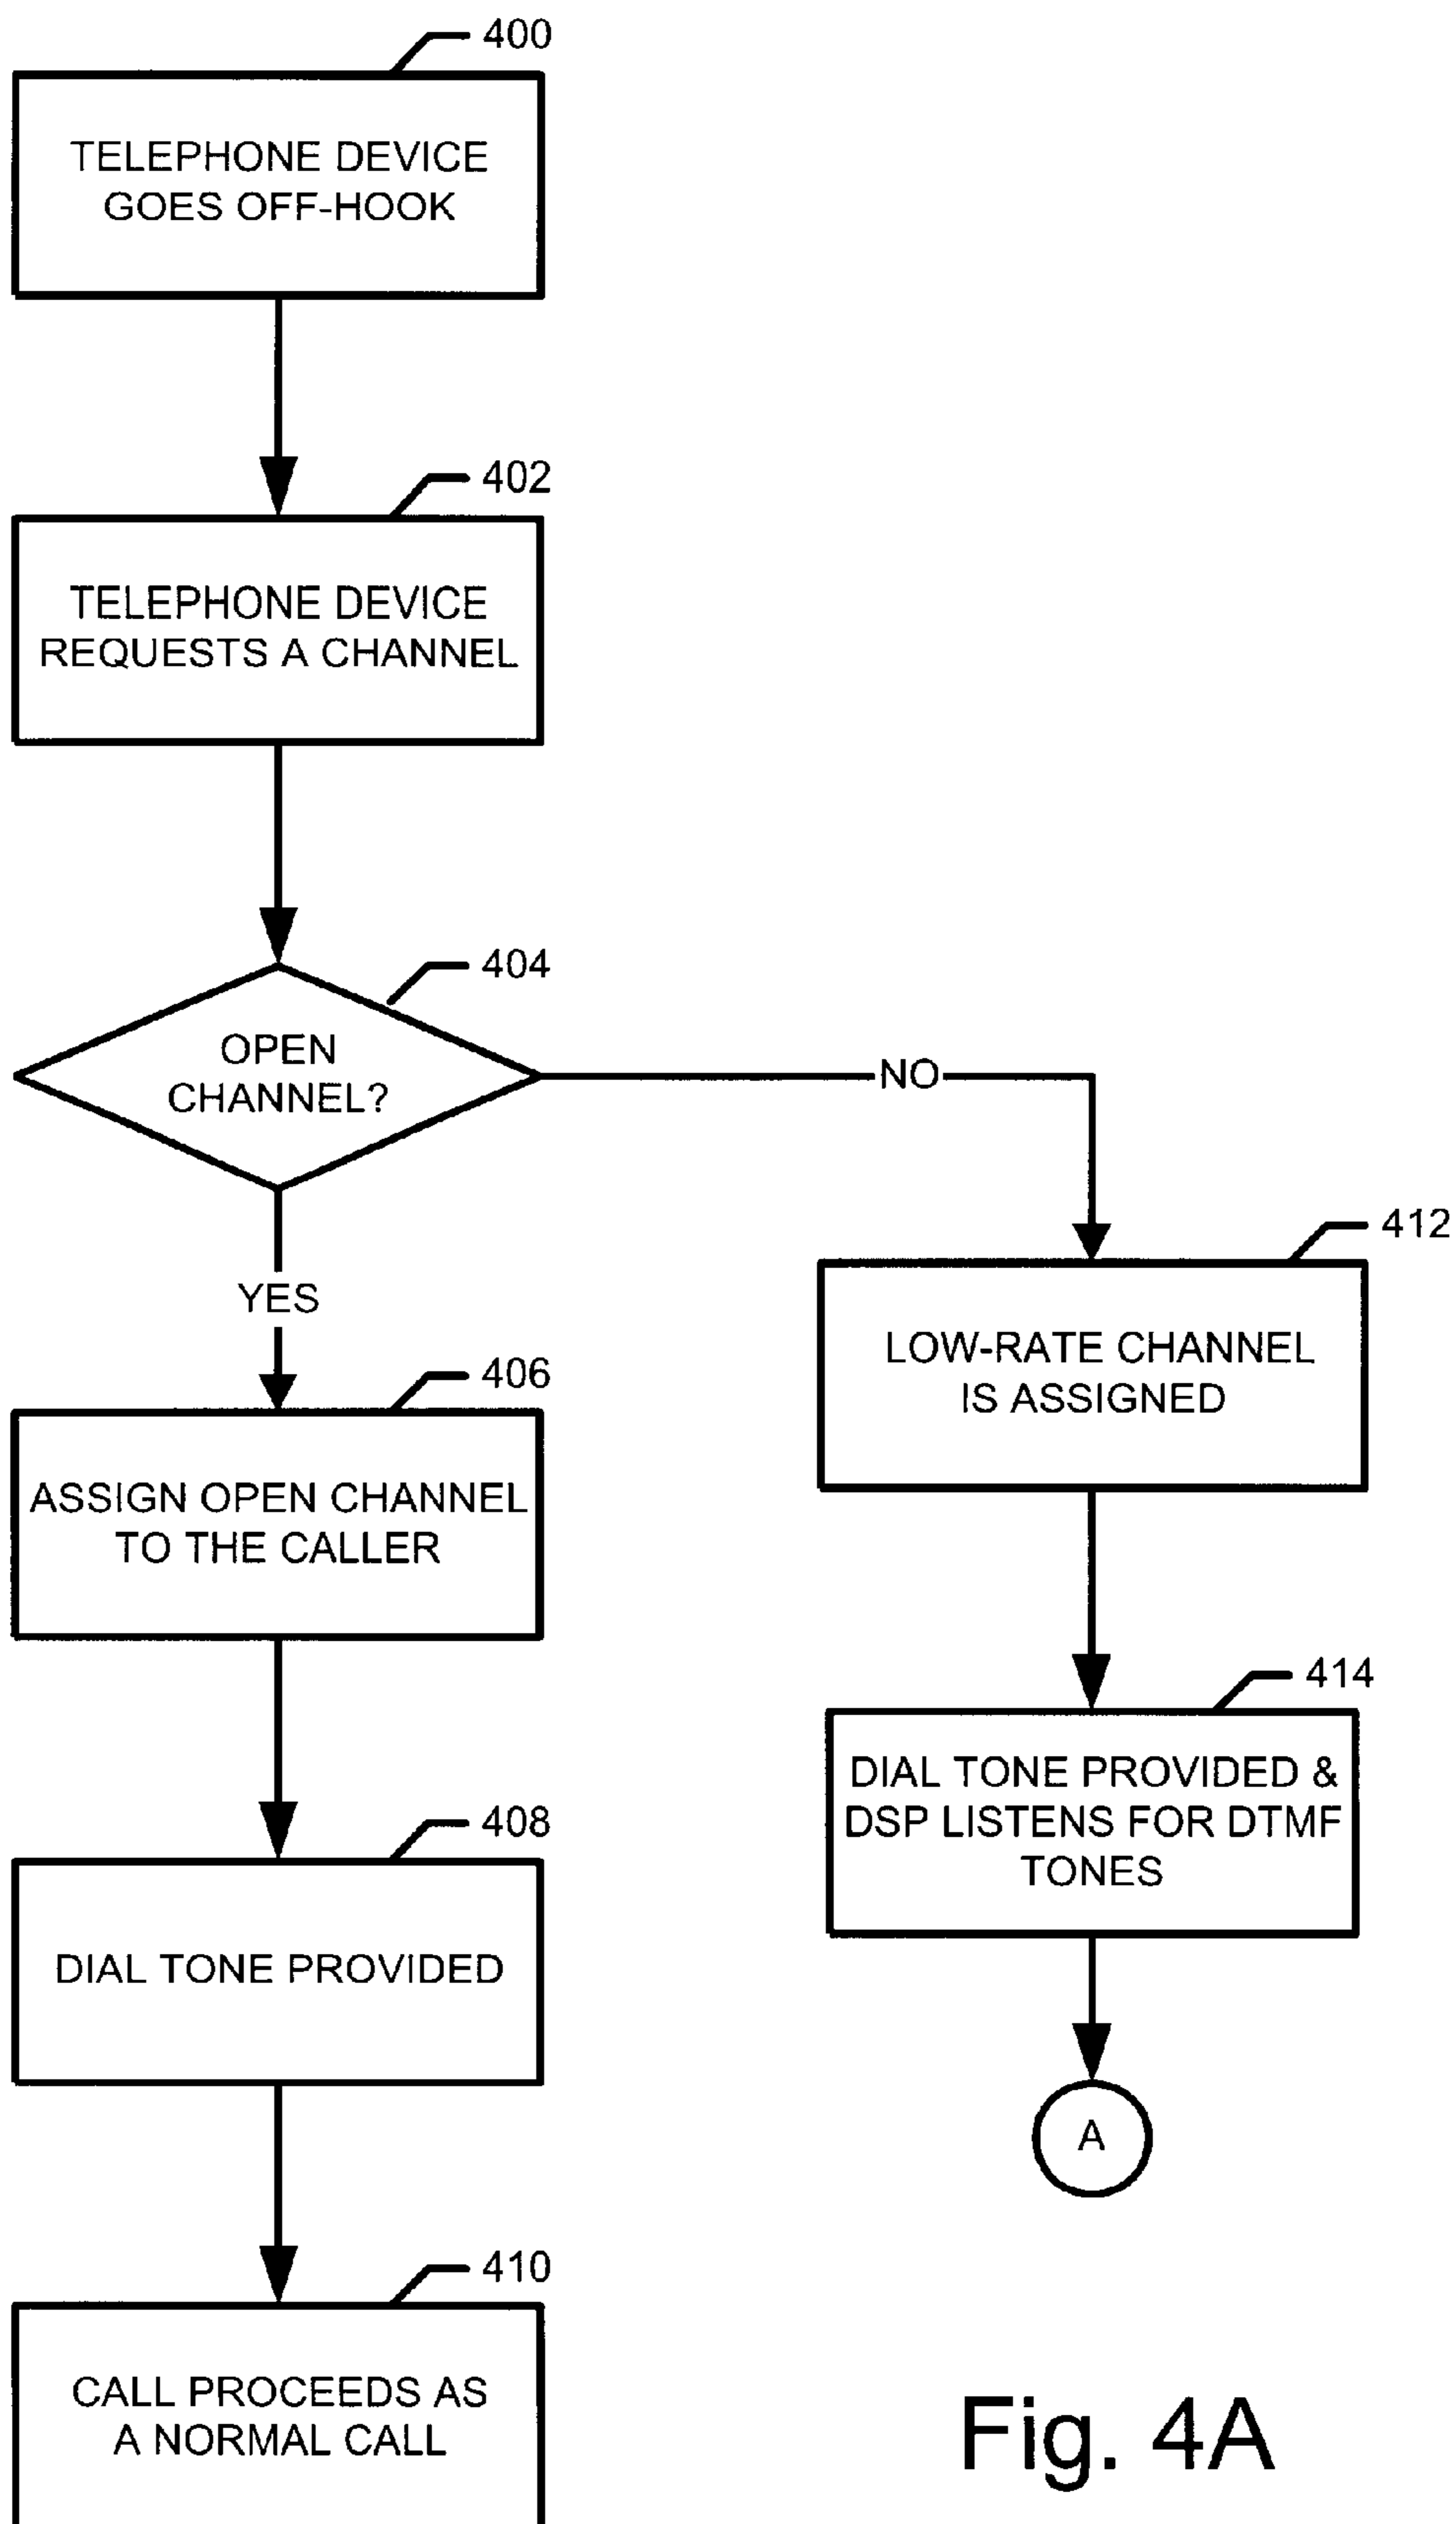 400
TELEPHONE DEVICE
GOES OFF-HOOK
402
TELEPHONE DEVICE
REQUESTS A CHANNEL
404
OPEN
CHANNEL?
NO
YES
406
ASSIGN OPEN CHANNEL
TO THE CALLER
408
DIAL TONE PROVIDED
410
CALL PROCEEDS AS
A NORMAL CALL
412
LOW-RATE CHANNEL
IS ASSIGNED
414
DIAL TONE PROVIDED &
DSP LISTENS FOR DTMF
TONES
A
Fig. 4A